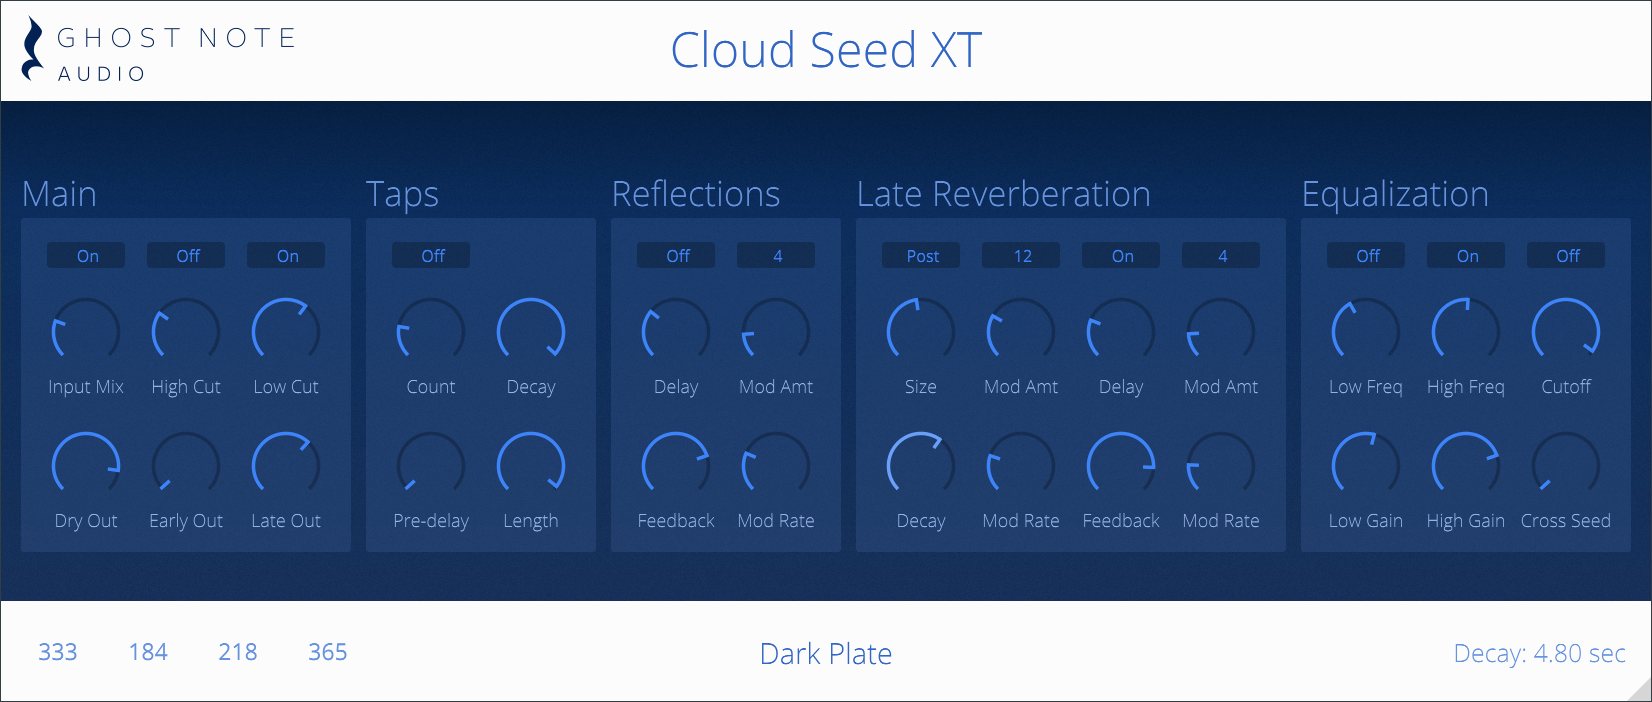 GHOST NOTE
AUDIO
Cloud Seed XT
Main
On Off On
Input Mix High Cut Low Cut
Dry Out Early Out Late Out
Taps
Off
Count Decay
Pre-delay Length
Reflections
Off 4
Delay Mod Amt
Feedback Mod Rate
Late Reverberation
Post 12 On 4
Size Mod Amt Delay Mod Amt
Decay Mod Rate Feedback Mod Rate
Equalization
Off On Off
Low Freq High Freq Cutoff
Low Gain High Gain Cross Seed
333 184 218 365
Dark Plate
Decay: 4.80 sec